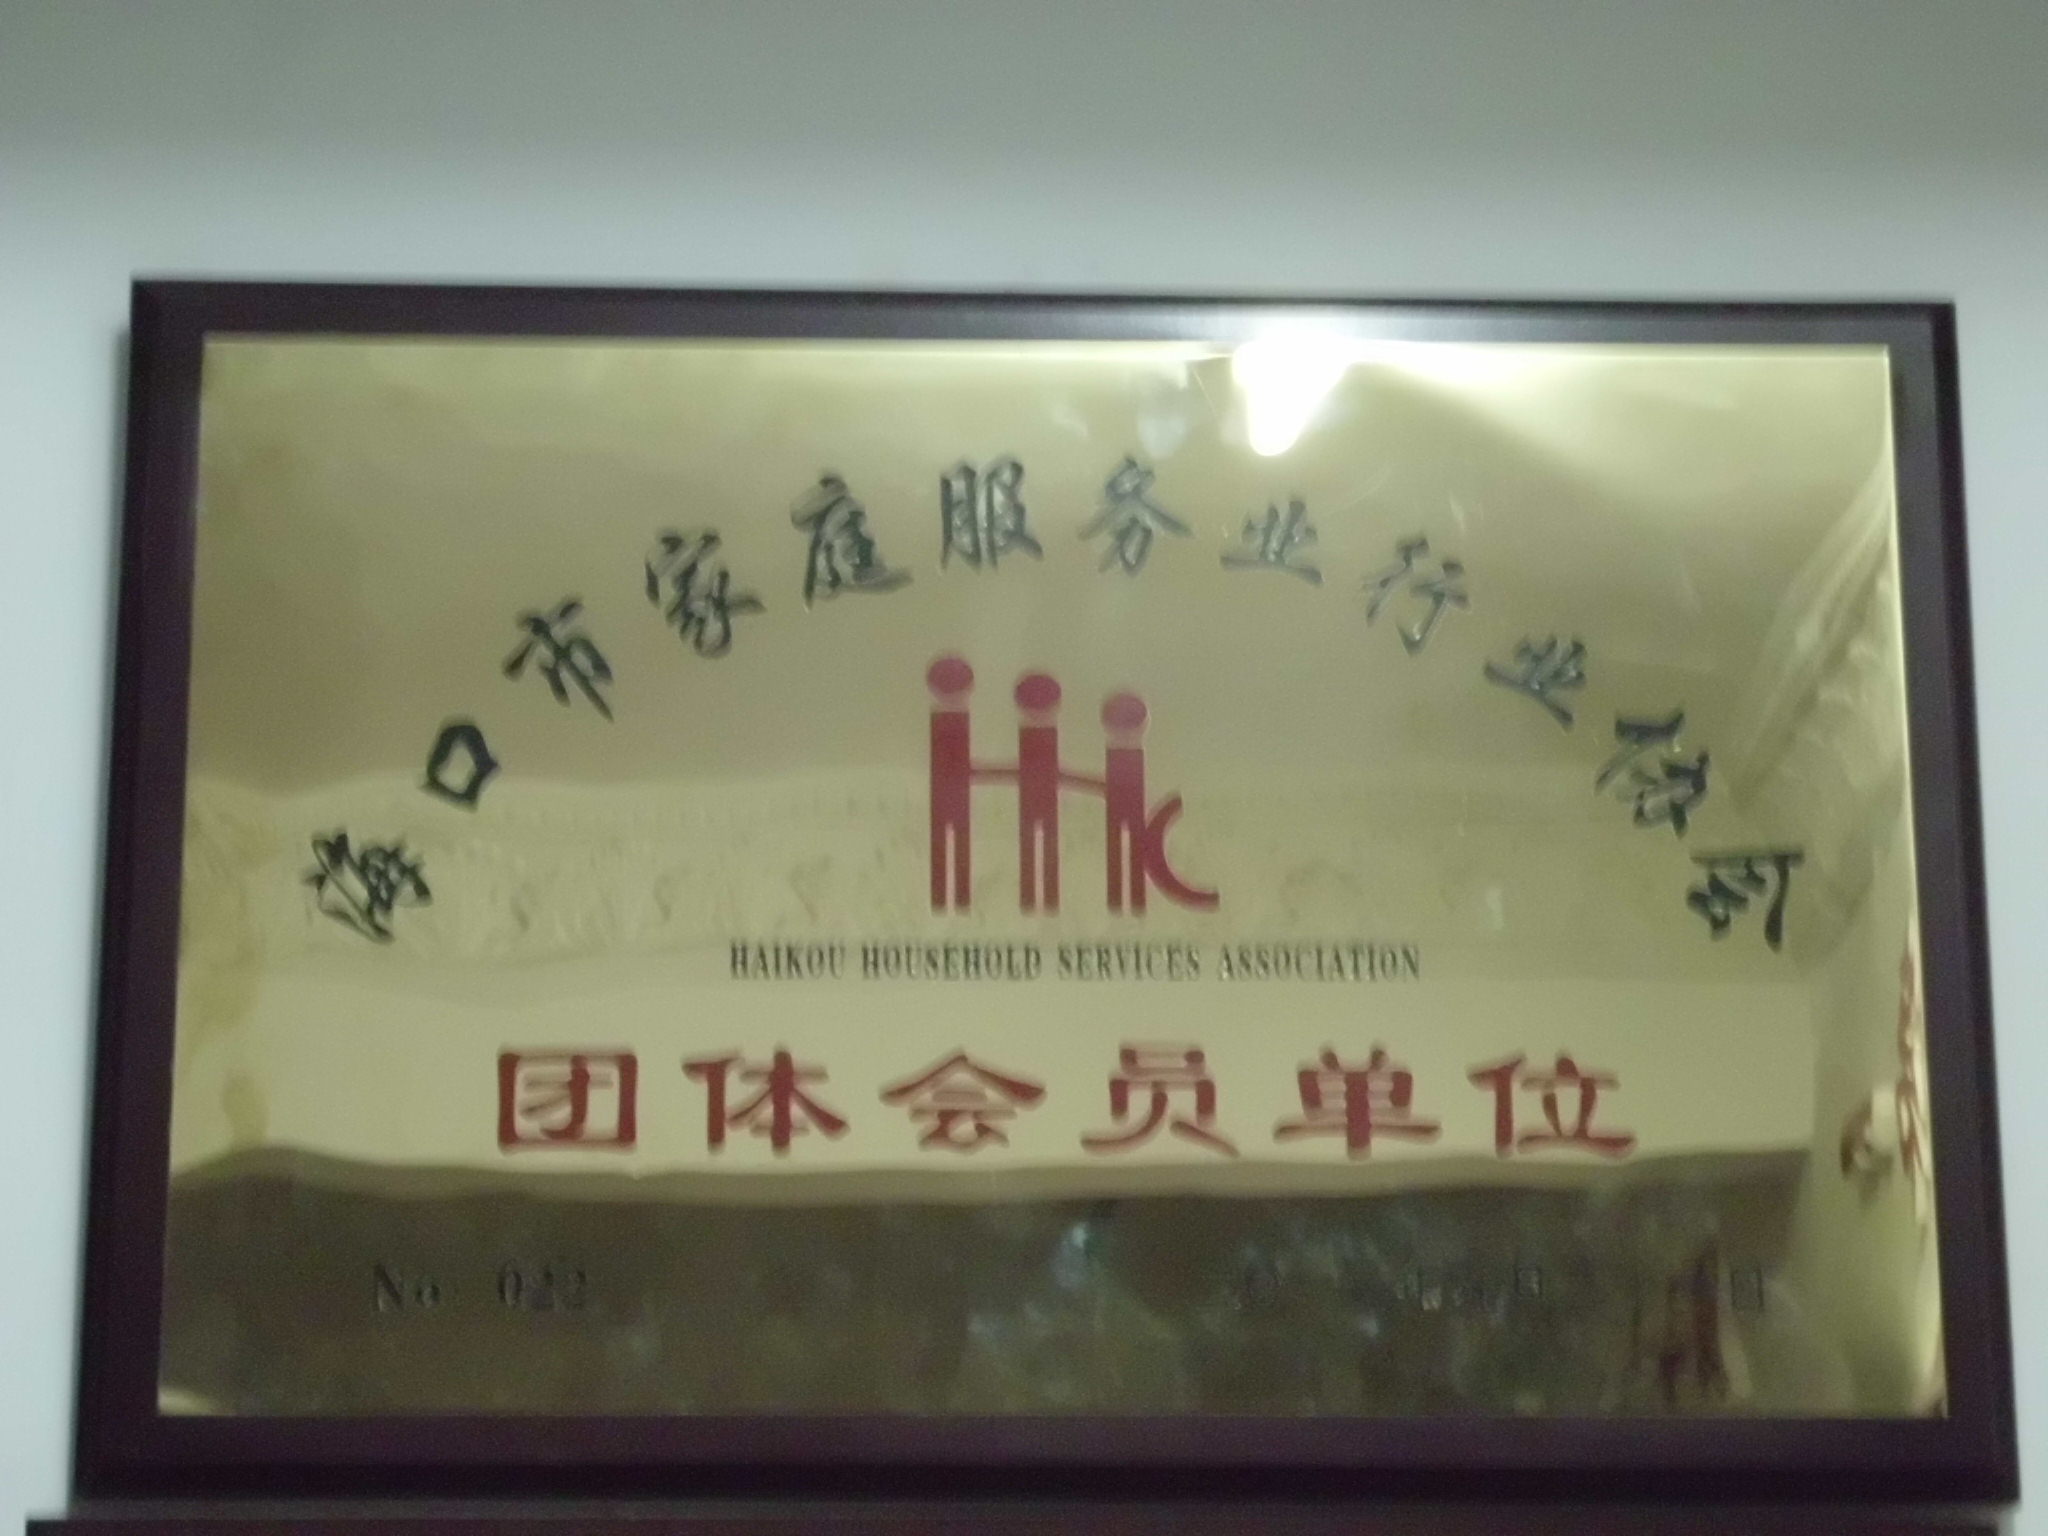 海口市家庭服务业行业协会
HAIKOU HOUSEHOLD SERVICES ASSOCIATION
团体会员单位
No 022